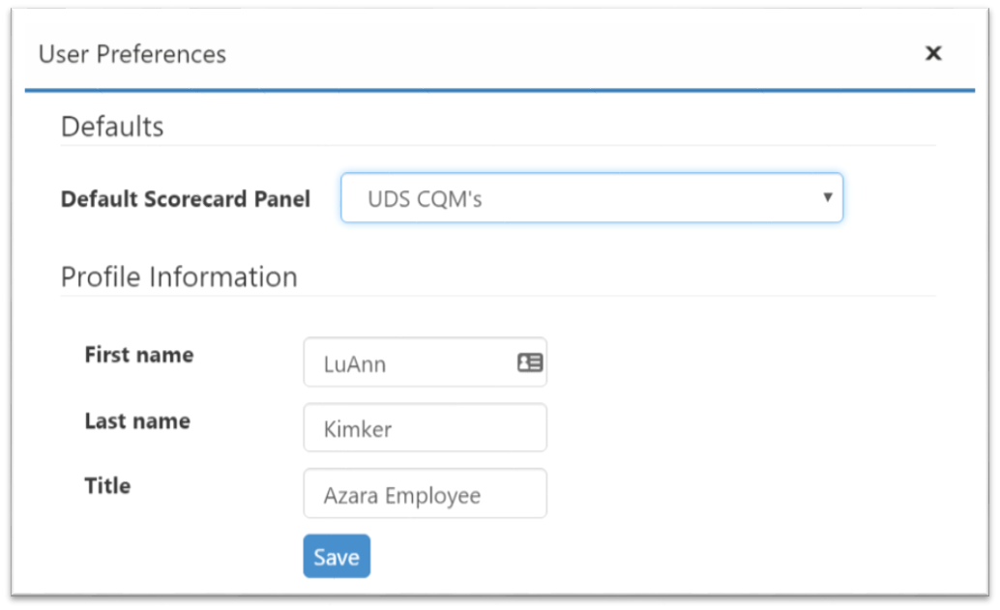 User Preferences
Defaults
Default Scorecard Panel UDS CQM's
Profile Information
First name LuAnn
Last name Kimker
Title Azara Employee
Save